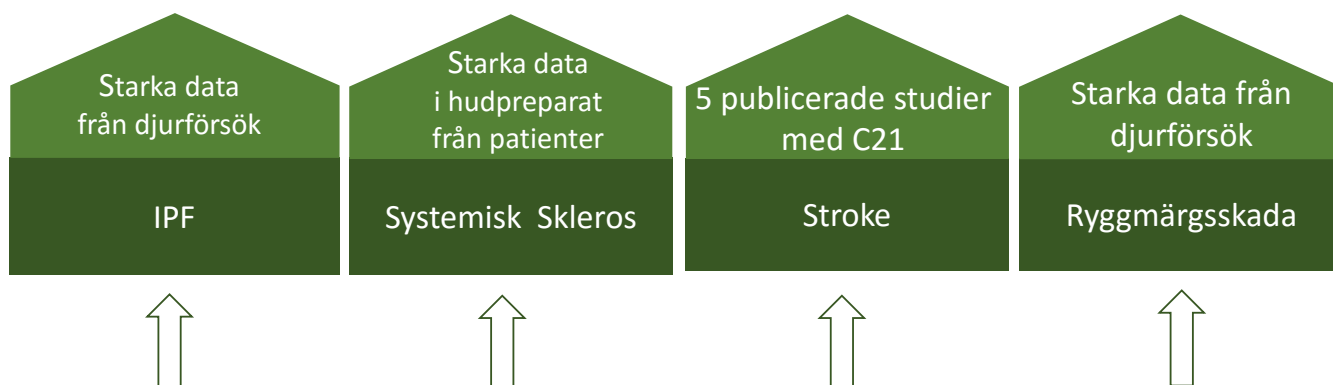 Starka data
från djurförsök
IPF
Starka data
i hudpreparat
från patienter
Systemisk Skleros
5 publicerade studier
med C21
Stroke
Starka data från
djurförsök
Ryggmärgsskada